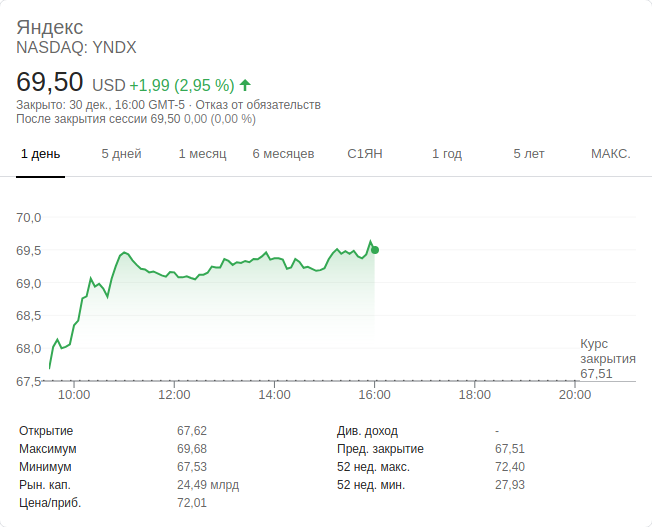 Яндекс
NASDAQ: YNDX
69,50 USD +1,99 (2,95 %)
Закрыто: 30 дек., 16:00 GMT-5 · Отказ от обязательств
После закрытия сессии 69,50 0,00 (0,00 %)
1 день 5 дней 1 месяц 6 месяцев С1ЯН 1 год 5 лет МАКС.
70,0
69,5
69,0
68,5
68,0
67,5
Курс
закрытия
67,51
10:00 12:00 14:00 16:00 18:00 20:00
Открытие 67,62 Див. доход -
Максимум 69,68 Пред. закрытие 67,51
Минимум 67,53 52 нед. макс. 72,40
Рын. кап. 24,49 млрд 52 нед. мин. 27,93
Цена/приб. 72,01